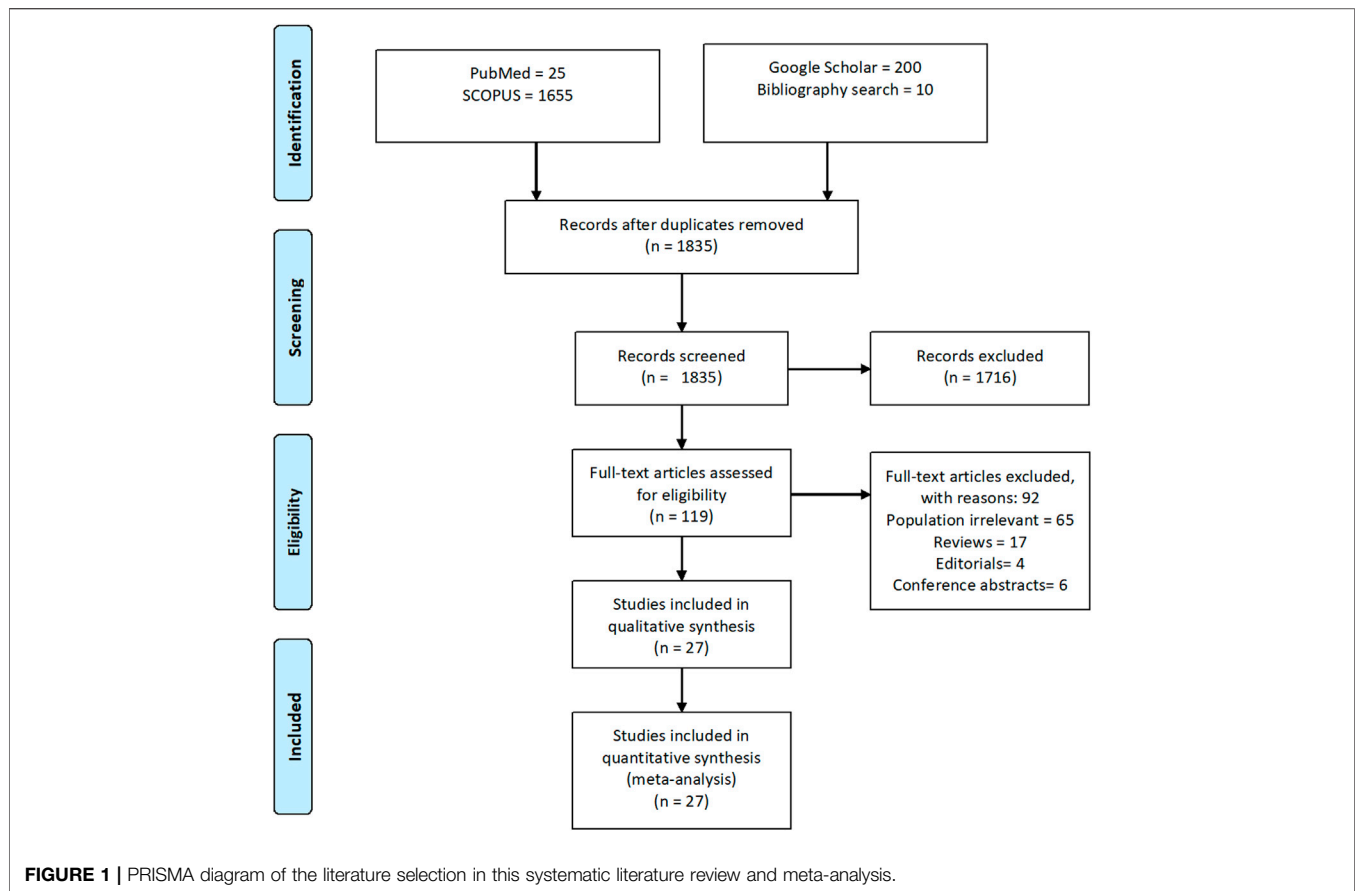 Identification
PubMed = 25
SCOPUS = 1655
Google Scholar = 200
Bibliography search = 10
Records after duplicates removed
(n = 1835)
Screening
Records screened
(n = 1835)
Records excluded
(n = 1716)
Eligibility
Full-text articles assessed
for eligibility
(n = 119)
Full-text articles excluded,
with reasons: 92
Population irrelevant = 65
Reviews = 17
Editorials= 4
Conference abstracts= 6
Studies included in
qualitative synthesis
(n = 27)
Included
Studies included in
quantitative synthesis
(meta-analysis)
(n = 27)
FIGURE 1 | PRISMA diagram of the literature selection in this systematic literature review and meta-analysis.